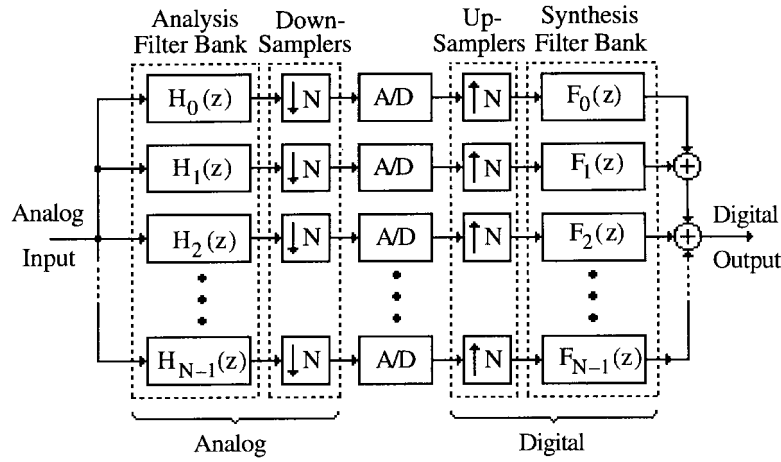 Analysis Filter Bank
Down-Samplers
Up-Samplers
Synthesis Filter Bank
H0(z) ↓N A/D ↑N F0(z)
H1(z) ↓N A/D ↑N F1(z)
+
Analog Input
H2(z) ↓N A/D ↑N F2(z)
+
Digital Output
HN−1(z) ↓N A/D ↑N FN−1(z)
Analog
Digital